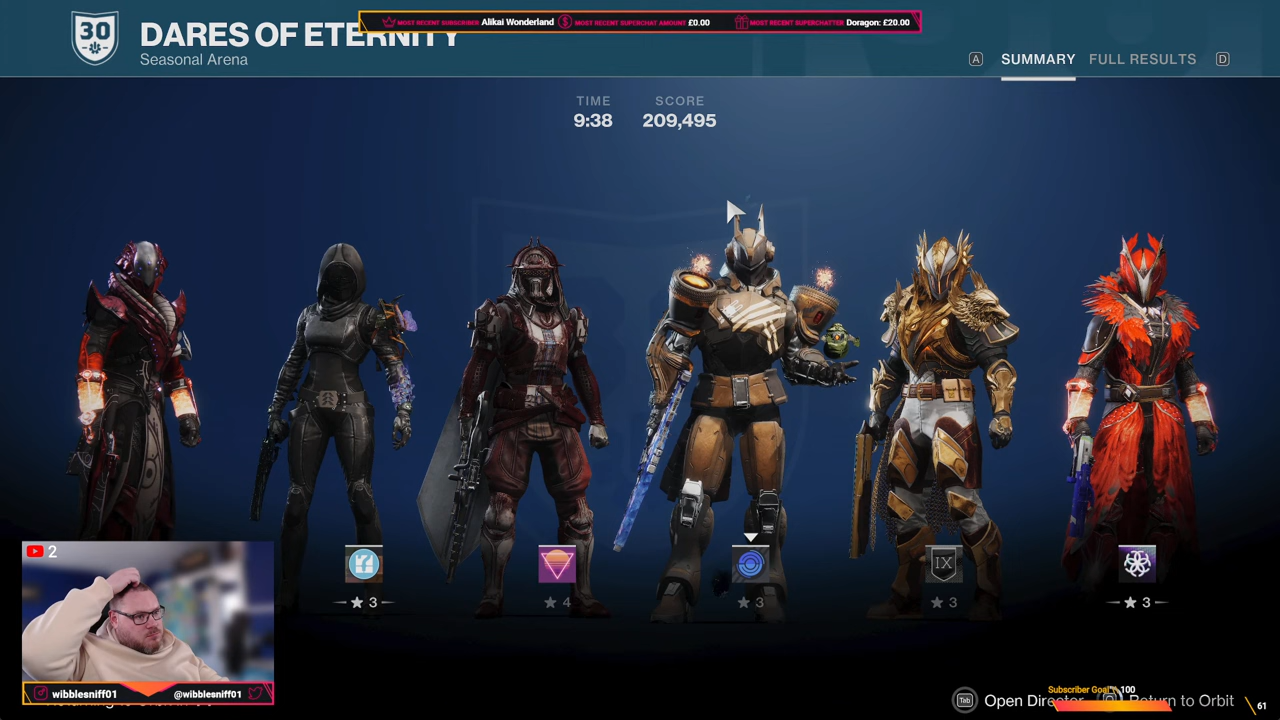 MOST RECENT SUBSCRIBER Alikai Wonderland MOST RECENT SUPERCHAT AMOUNT £0.00 MOST RECENT SUPERCHATTER Doragon: £20.00
30 DARES OF ETERNITY
Seasonal Arena
A SUMMARY FULL RESULTS D
TIME SCORE
9:38 209,495
IX
3 4 3 3 3
2
wibblesniff01 @wibblesniff01
Subscriber Goal 100
Tab Open Director Return to Orbit
61